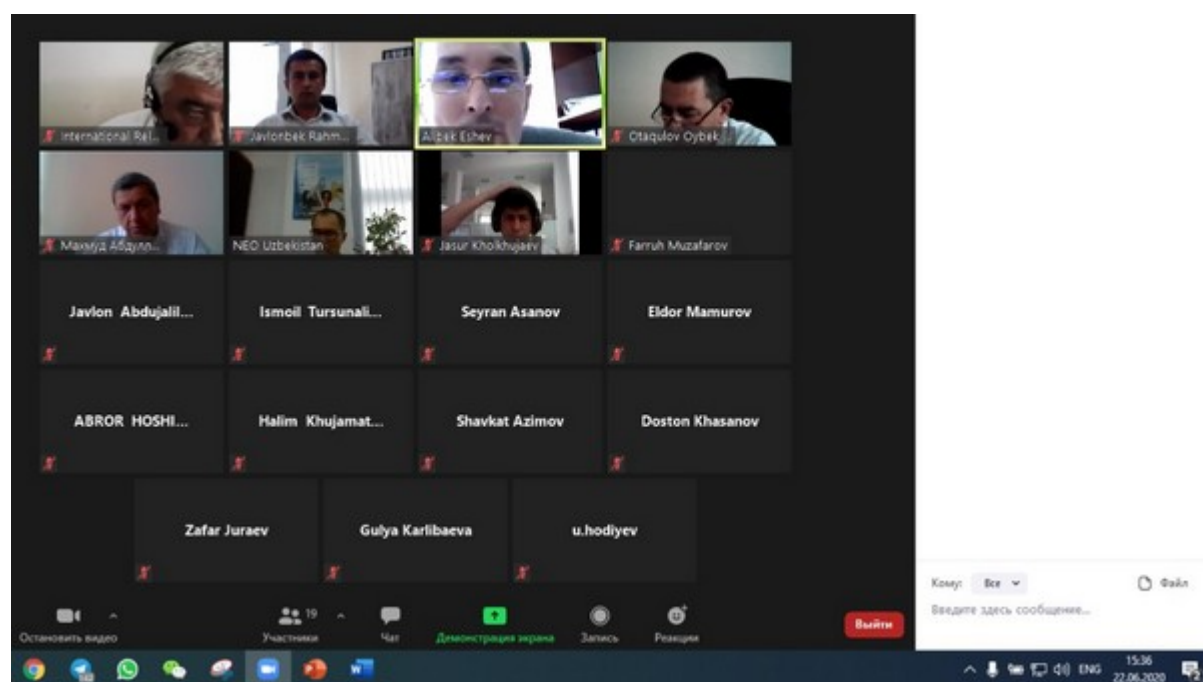 International Rel...
Javlonbek Rahm...
Alibek Eshev
Otaqulov Oybek
Махмуд Абдулл...
NEO Uzbekistan
Jasur Kholkhujaev
Farruh Muzafarov
Javlon Abdujalil...
Ismoil Tursunali...
Seyran Asanov
Eldor Mamurov
ABROR HOSHI...
Halim Khujamat...
Shavkat Azimov
Doston Khasanov
Zafar Juraev
Gulya Karlibaeva
u.hodiyev
Кому: Все
Файл
Введите здесь сообщение...
19
Остановить видео
Участники
Чат
Демонстрация экрана
Запись
Реакции
Выйти
ENG
15:36
22.06.2020